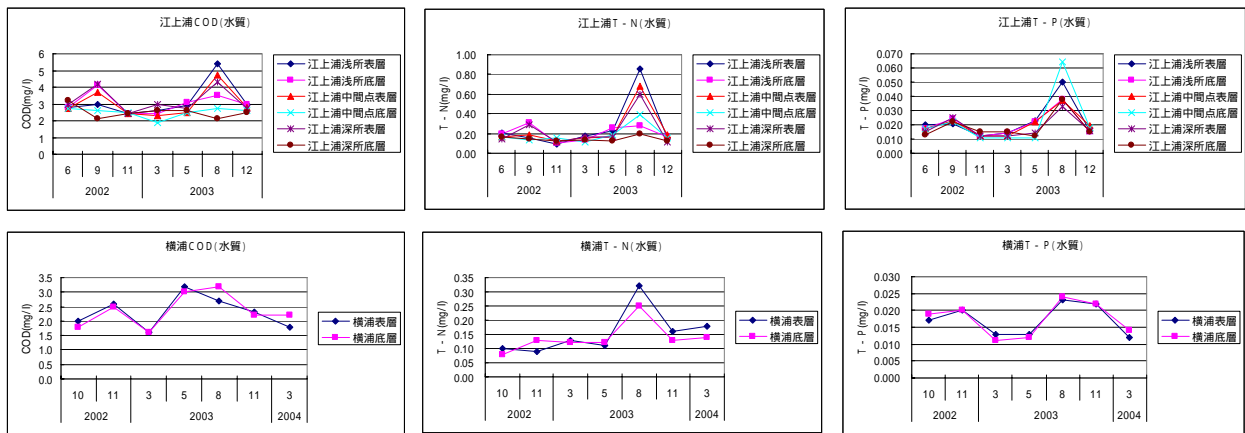 江上浦COD(水質)
COD(mg/l)
6
5
4
3
2
1
0
6 9 11 3 5 8 12
2002 2003
江上浦浅所表層
江上浦浅所底層
江上浦中間点表層
江上浦中間点底層
江上浦深所表層
江上浦深所底層
江上浦T-N(水質)
T-N(mg/l)
1.00
0.80
0.60
0.40
0.20
0.00
6 9 11 3 5 8 12
2002 2003
江上浦浅所表層
江上浦浅所底層
江上浦中間点表層
江上浦中間点底層
江上浦深所表層
江上浦深所底層
江上浦T-P(水質)
T-P(mg/l)
0.070
0.060
0.050
0.040
0.030
0.020
0.010
0.000
6 9 11 3 5 8 12
2002 2003
江上浦浅所表層
江上浦浅所底層
江上浦中間点表層
江上浦中間点底層
江上浦深所表層
江上浦深所底層
横浦COD(水質)
COD(mg/l)
3.5
3.0
2.5
2.0
1.5
1.0
0.5
0.0
10 11 3 5 8 11 3
2002 2003 2004
横浦表層
横浦底層
横浦T-N(水質)
T-N(mg/l)
0.35
0.30
0.25
0.20
0.15
0.10
0.05
0.00
10 11 3 5 8 11 3
2002 2003 2004
横浦表層
横浦底層
横浦T-P(水質)
T-P(mg/l)
0.030
0.025
0.020
0.015
0.010
0.005
0.000
10 11 3 5 8 11 3
2002 2003 2004
横浦表層
横浦底層